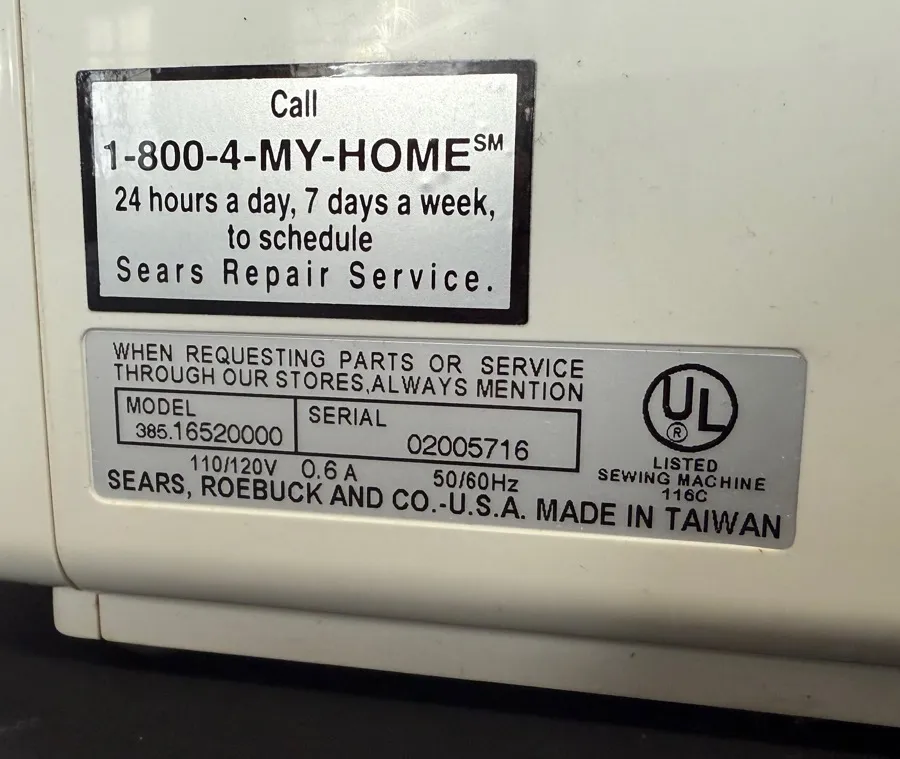 Call
1-800-4-MY-HOME℠
24 hours a day, 7 days a week,
to schedule
Sears Repair Service.
WHEN REQUESTING PARTS OR SERVICE
THROUGH OUR STORES,ALWAYS MENTION
MODEL
385.16520000
SERIAL
02005716
110/120V 0.6 A 50/60Hz
SEARS, ROEBUCK AND CO.-U.S.A. MADE IN TAIWAN
UL
®
LISTED
SEWING MACHINE
116C